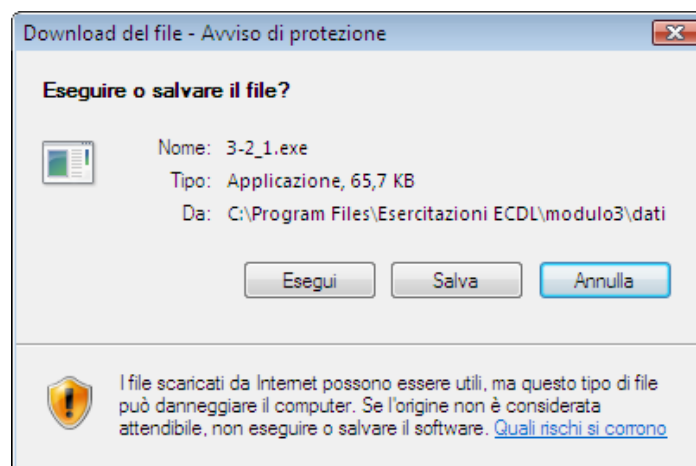 Download del file - Avviso di protezione
Eseguire o salvare il file?
Nome: 3-2_1.exe
Tipo: Applicazione, 65,7 KB
Da: C:\Program Files\Esercitazioni ECDL\modulo3\dati
Esegui Salva Annulla
I file scaricati da Internet possono essere utili, ma questo tipo di file
può danneggiare il computer. Se l'origine non è considerata
attendibile, non eseguire o salvare il software. Quali rischi si corrono